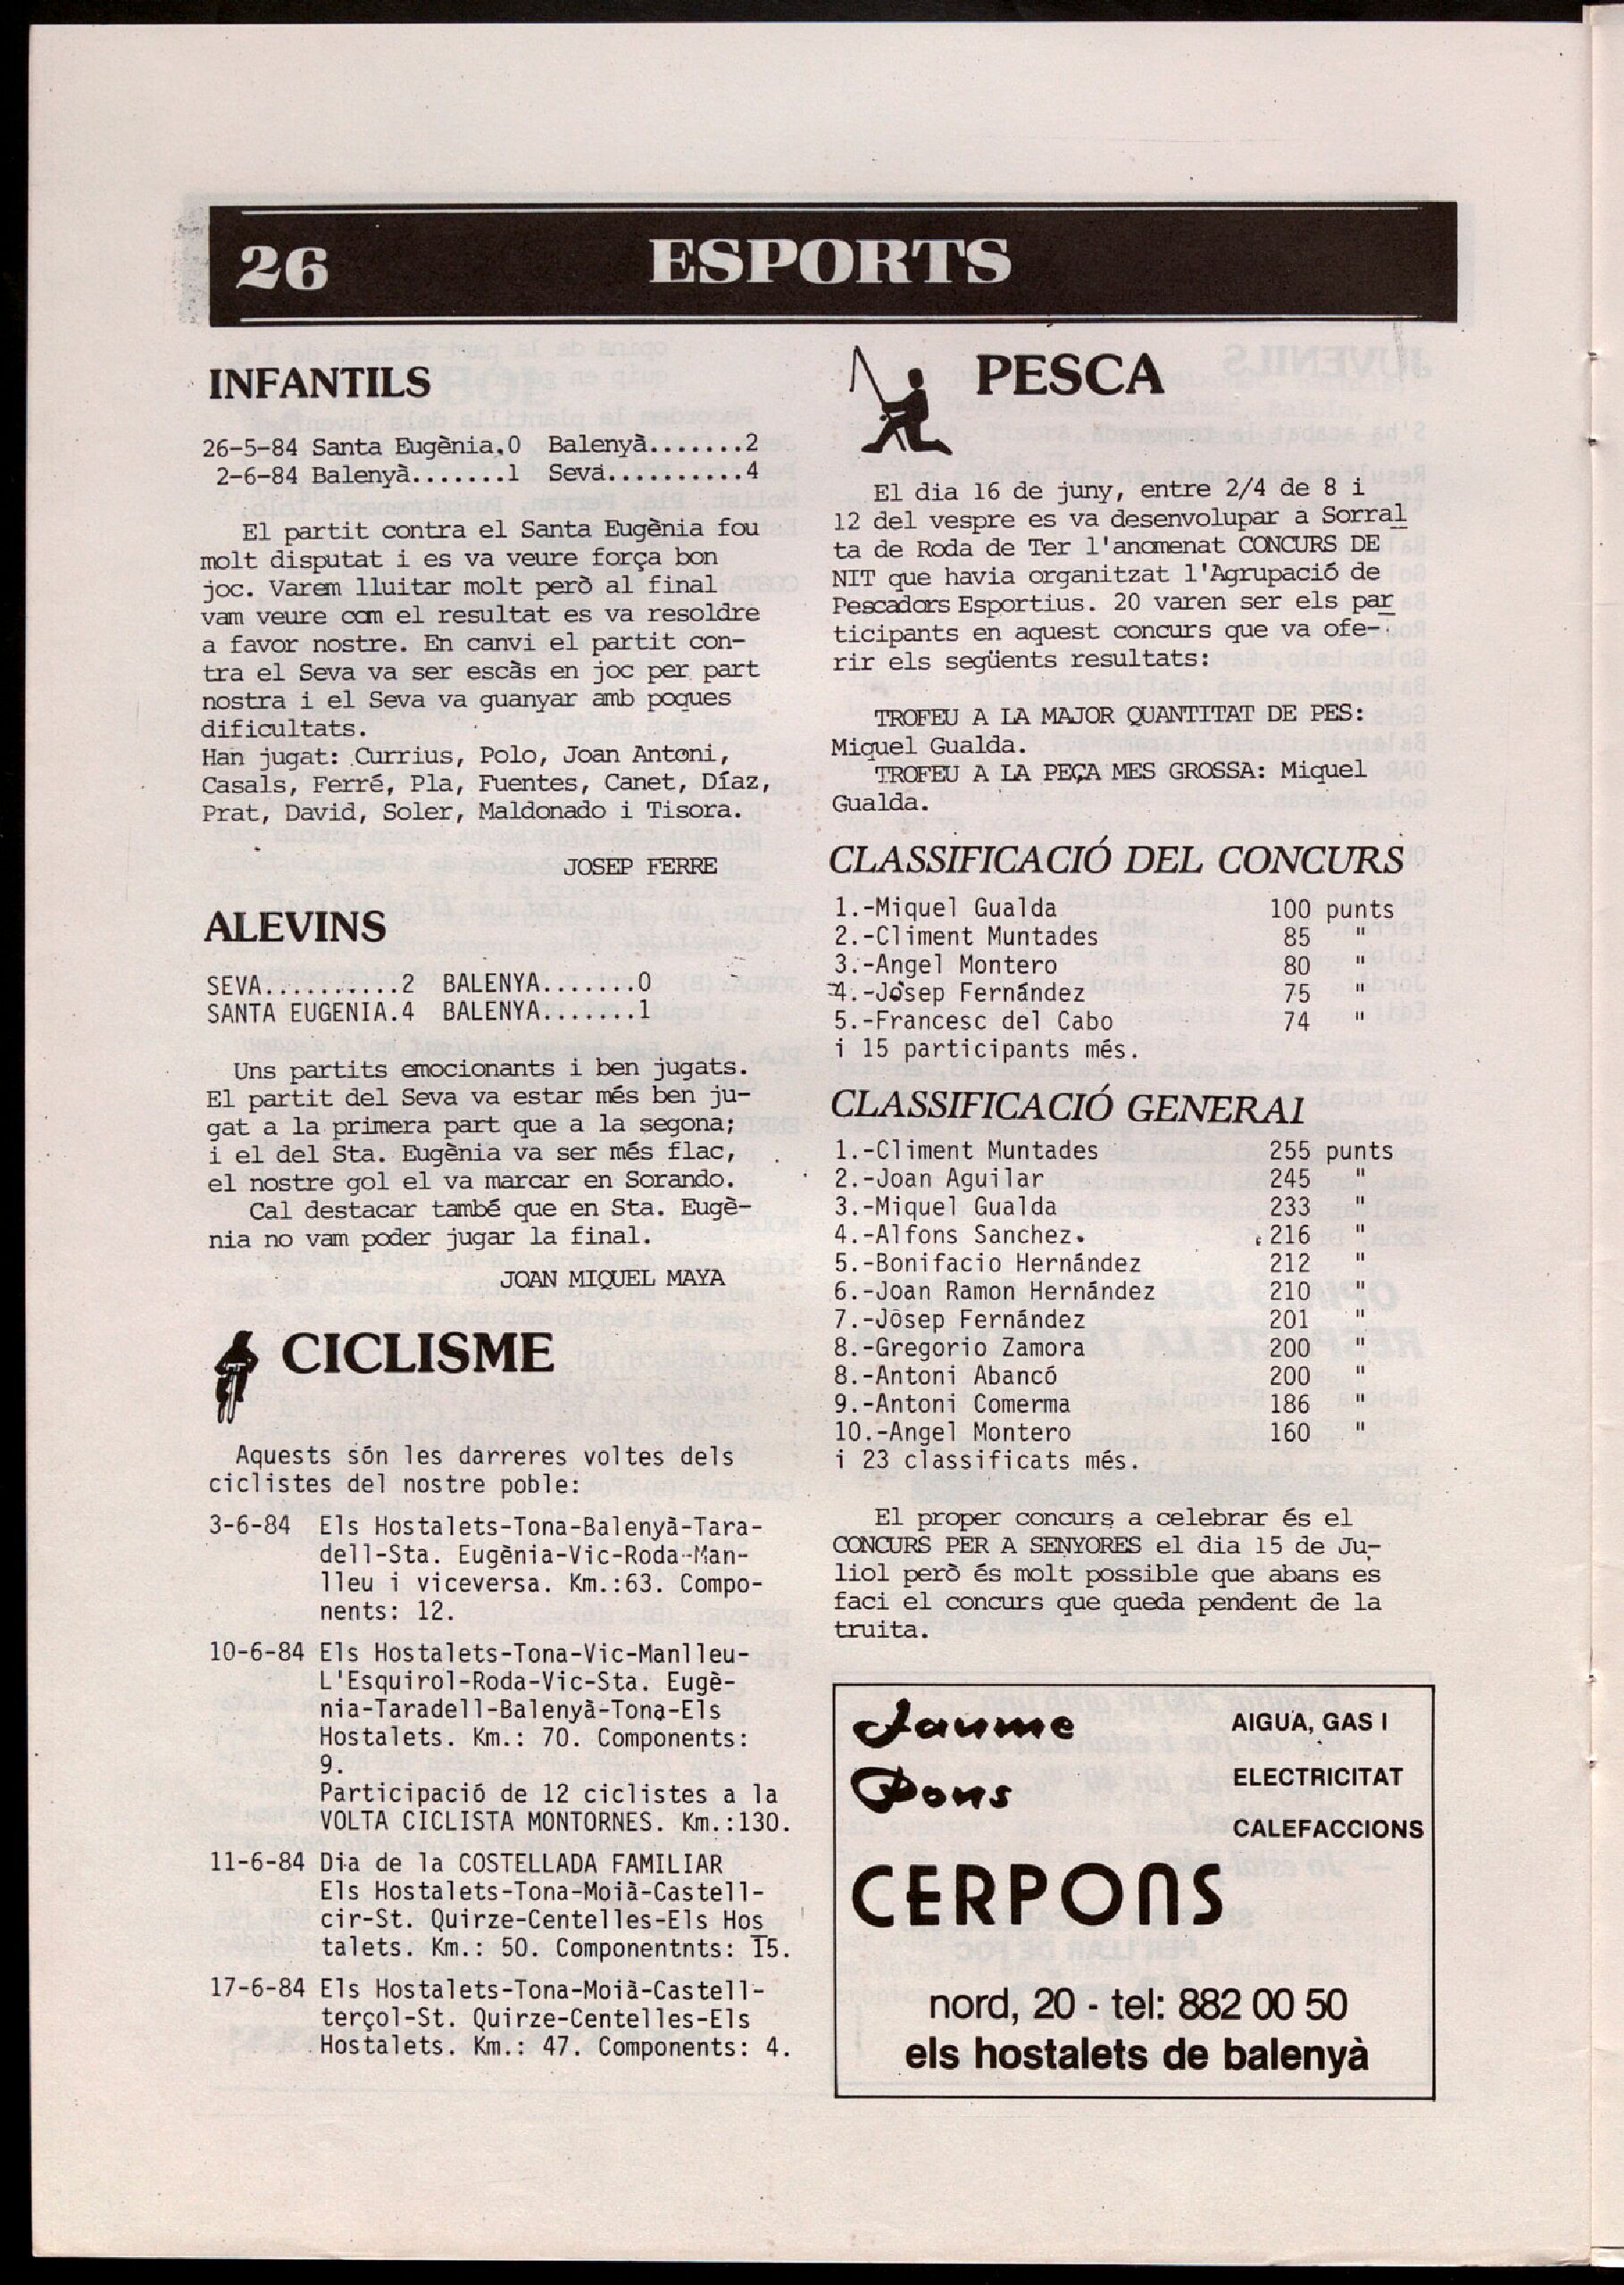 26
ESPORTS
INFANTILS
26-5-84 Santa Eugènia.0 Balenyà.......2
2-6-84 Balenyà.......1 Seva..........4
El partit contra el Santa Eugènia fou
molt disputat i es va veure força bon
joc. Varem lluitar molt però al final
vam veure com el resultat es va resoldre
a favor nostre. En canvi el partit con-
tra el Seva va ser escàs en joc per part
nostra i el Seva va guanyar amb poques
dificultats.
Han jugat: Currius, Polo, Joan Antoni,
Casals, Ferré, Pla, Fuentes, Canet, Díaz,
Prat, David, Soler, Maldonado i Tisora.
JOSEP FERRE
ALEVINS
SEVA..........2 BALENYA.......0
SANTA EUGENIA.4 BALENYA.......1
Uns partits emocionants i ben jugats.
El partit del Seva va estar més ben ju-
gat a la primera part que a la segona;
i el del Sta. Eugènia va ser més flac,
el nostre gol el va marcar en Sorando.
Cal destacar també que en Sta. Eugè-
nia no vam poder jugar la final.
JOAN MIQUEL MAYA
CICLISME
Aquests són les darreres voltes dels
ciclistes del nostre poble:
3-6-84 Els Hostalets-Tona-Balenyà-Tara-
dell-Sta. Eugènia-Vic-Roda-Man-
lleu i viceversa. Km.:63. Compo-
nents: 12.
10-6-84 Els Hostalets-Tona-Vic-Manlleu-
L'Esquirol-Roda-Vic-Sta. Eugè-
nia-Taradell-Balenyà-Tona-Els
Hostalets. Km.: 70. Components:
9.
Participació de 12 ciclistes a la
VOLTA CICLISTA MONTORNES. Km.:130.
11-6-84 Dia de la COSTELLADA FAMILIAR
Els Hostalets-Tona-Moià-Castell-
cir-St. Quirze-Centelles-Els Hos
talets. Km.: 50. Componentnts: 15.
17-6-84 Els Hostalets-Tona-Moià-Castell-
terçol-St. Quirze-Centelles-Els
Hostalets. Km.: 47. Components: 4.
PESCA
El dia 16 de juny, entre 2/4 de 8 i
12 del vespre es va desenvolupar a Sorral
ta de Roda de Ter l'anomenat CONCURS DE
NIT que havia organitzat l'Agrupació de
Pescadors Esportius. 20 varen ser els par
ticipants en aquest concurs que va ofe-
rir els següents resultats:
TROFEU A LA MAJOR QUANTITAT DE PES:
Miquel Gualda.
TROFEU A LA PEÇA MES GROSSA: Miquel
Gualda.
CLASSIFICACIÓ DEL CONCURS
1.-Miquel Gualda 100 punts
2.-Climent Muntades 85 "
3.-Angel Montero 80 "
4.-Josep Fernández 75 "
5.-Francesc del Cabo 74 "
i 15 participants més.
CLASSIFICACIÓ GENERAL
1.-Climent Muntades 255 punts
2.-Joan Aguilar 245 "
3.-Miquel Gualda 233 "
4.-Alfons Sanchez. 216 "
5.-Bonifacio Hernández 212 "
6.-Joan Ramon Hernández 210 "
7.-Josep Fernández 201 "
8.-Gregorio Zamora 200 "
8.-Antoni Abancó 200 "
9.-Antoni Comerma 186 "
10.-Angel Montero 160 "
i 23 classificats més.
El proper concurs a celebrar és el
CONCURS PER A SENYORES el dia 15 de Ju-
liol però és molt possible que abans es
faci el concurs que queda pendent de la
truita.
Jaume
Pons
AIGUA, GAS I
ELECTRICITAT
CALEFACCIONS
CERPONS
nord, 20 - tel: 882 00 50
els hostalets de balenyà